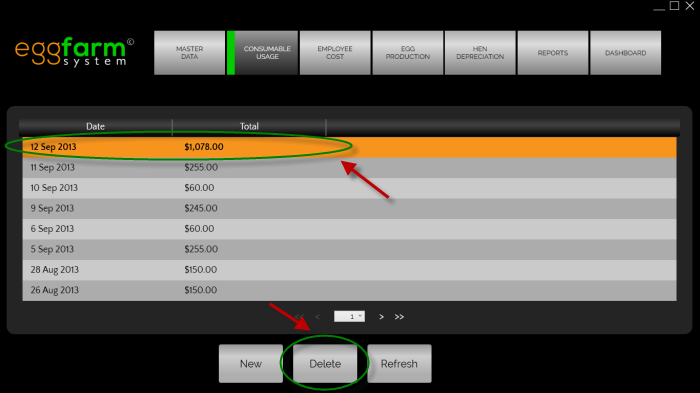 eggfarm©
system
MASTER
DATA
CONSUMABLE
USAGE
EMPLOYEE
COST
EGG
PRODUCTION
HEN
DEPRECIATION
REPORTS
DASHBOARD
Date Total
12 Sep 2013 $1,078.00
11 Sep 2013 $255.00
10 Sep 2013 $60.00
9 Sep 2013 $245.00
6 Sep 2013 $60.00
5 Sep 2013 $255.00
28 Aug 2013 $150.00
26 Aug 2013 $150.00
<< < 1 > >>
New Delete Refresh